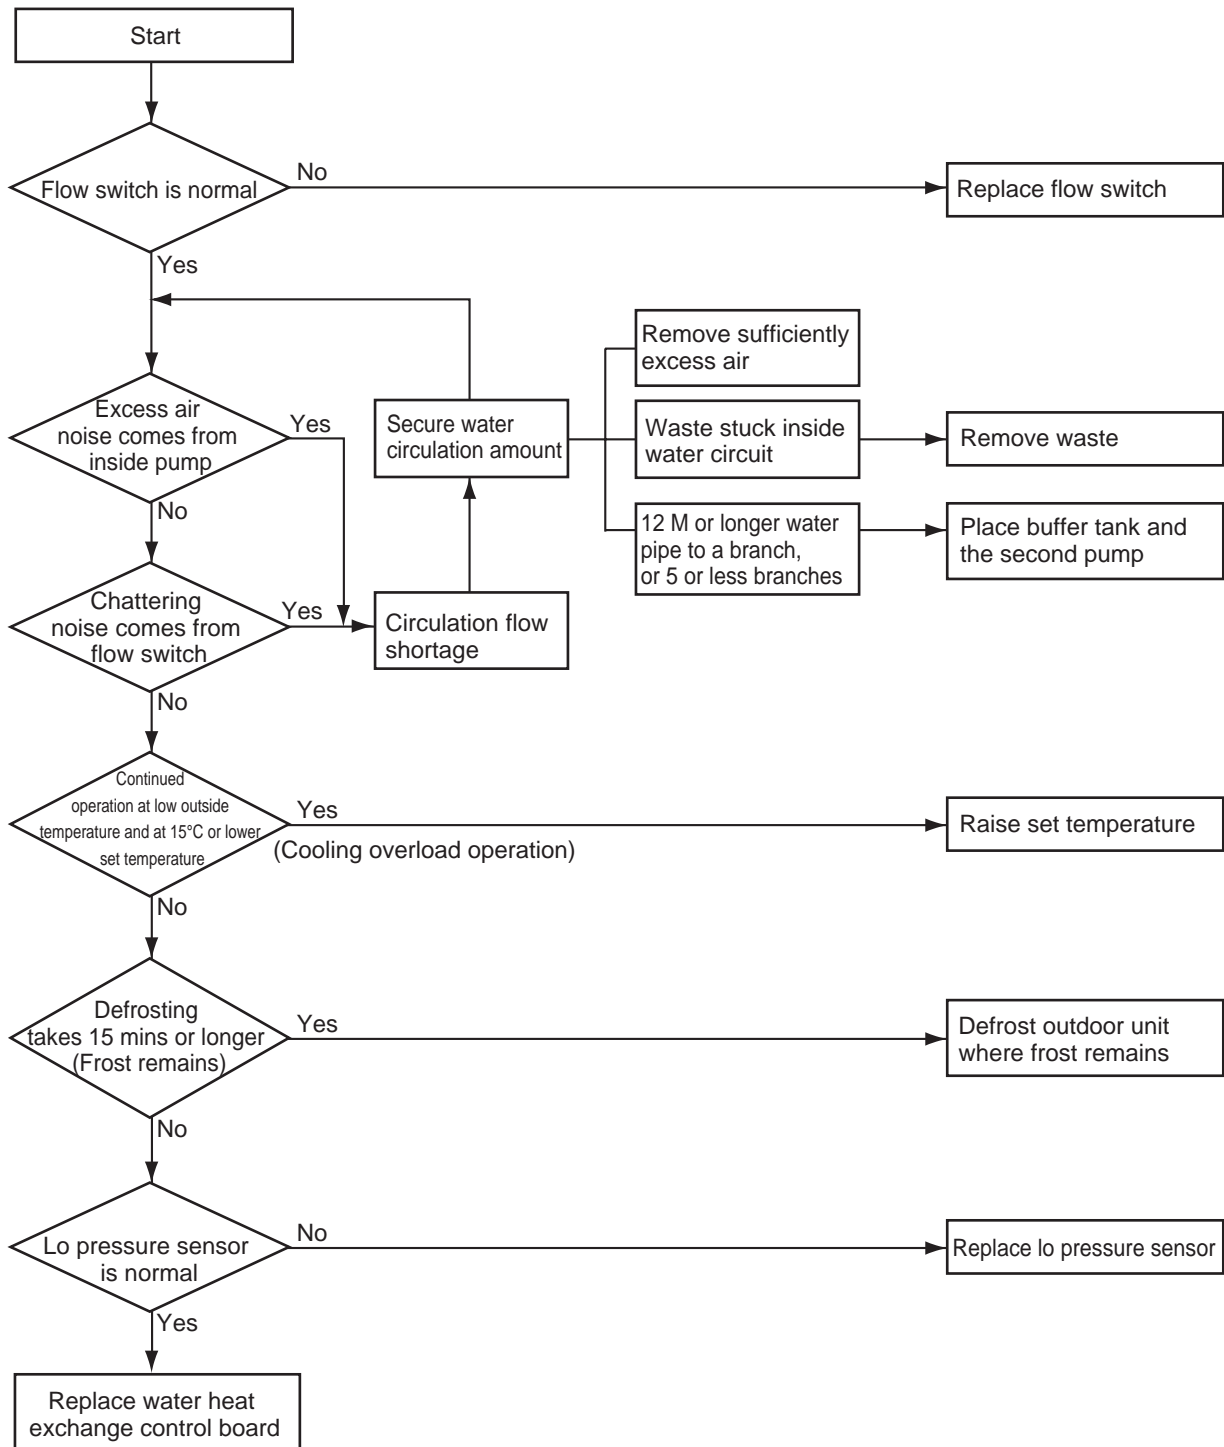 Start
No
Flow switch is normal
Replace flow switch
Yes
Remove sufficiently
excess air
Excess air
noise comes from
inside pump
Yes
Secure water
circulation amount
Waste stuck inside
water circuit
Remove waste
No
12 M or longer water
pipe to a branch,
or 5 or less branches
Place buffer tank and
the second pump
Chattering
noise comes from
flow switch
Yes
Circulation flow
shortage
No
Continued
operation at low outside
temperature and at 15°C or lower
set temperature
Yes
(Cooling overload operation)
Raise set temperature
No
Defrosting
takes 15 mins or longer
(Frost remains)
Yes
Defrost outdoor unit
where frost remains
No
Lo pressure sensor
is normal
No
Replace lo pressure sensor
Yes
Replace water heat
exchange control board